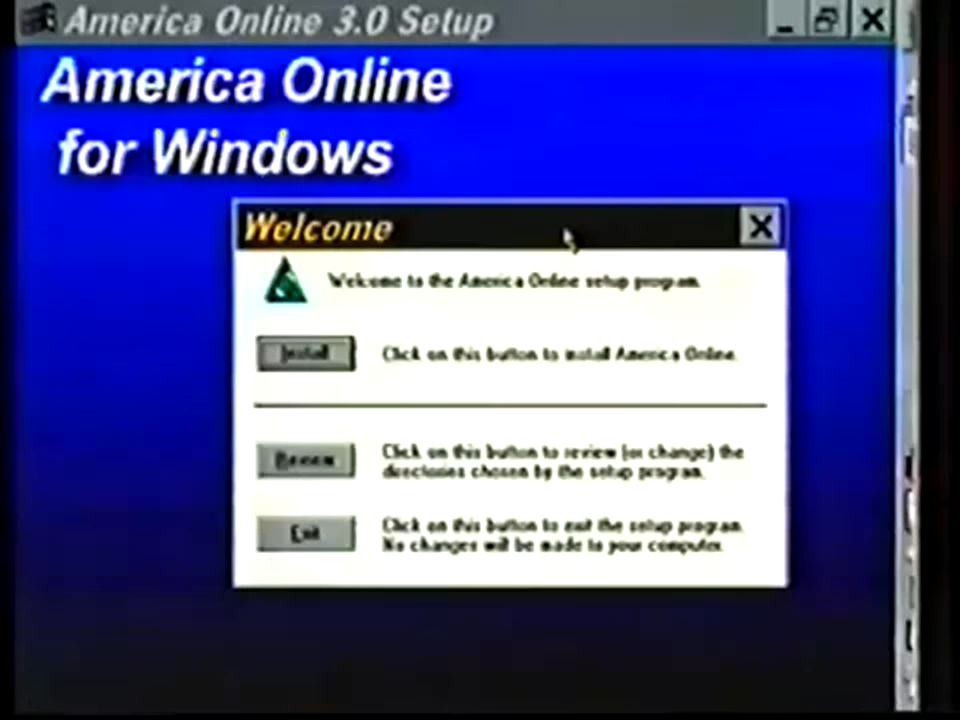 America Online 3.0 Setup
America Online
for Windows
Welcome
Welcome to the America Online setup program.
Install
Click on this button to install America Online.
Review
Click on this button to review (or change) the
directories chosen by the setup program.
Exit
Click on this button to exit the setup program.
No changes will be made to your computer.